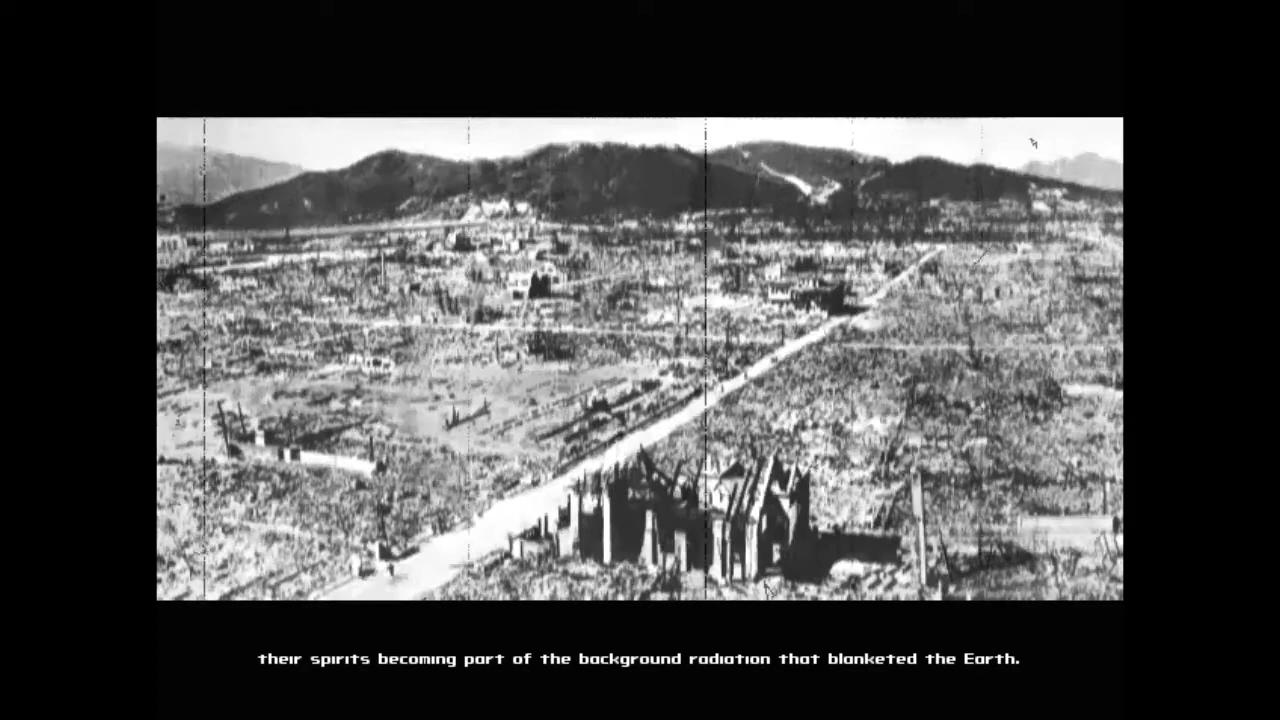 their spirits becoming part of the background radiation that blanketed the Earth.